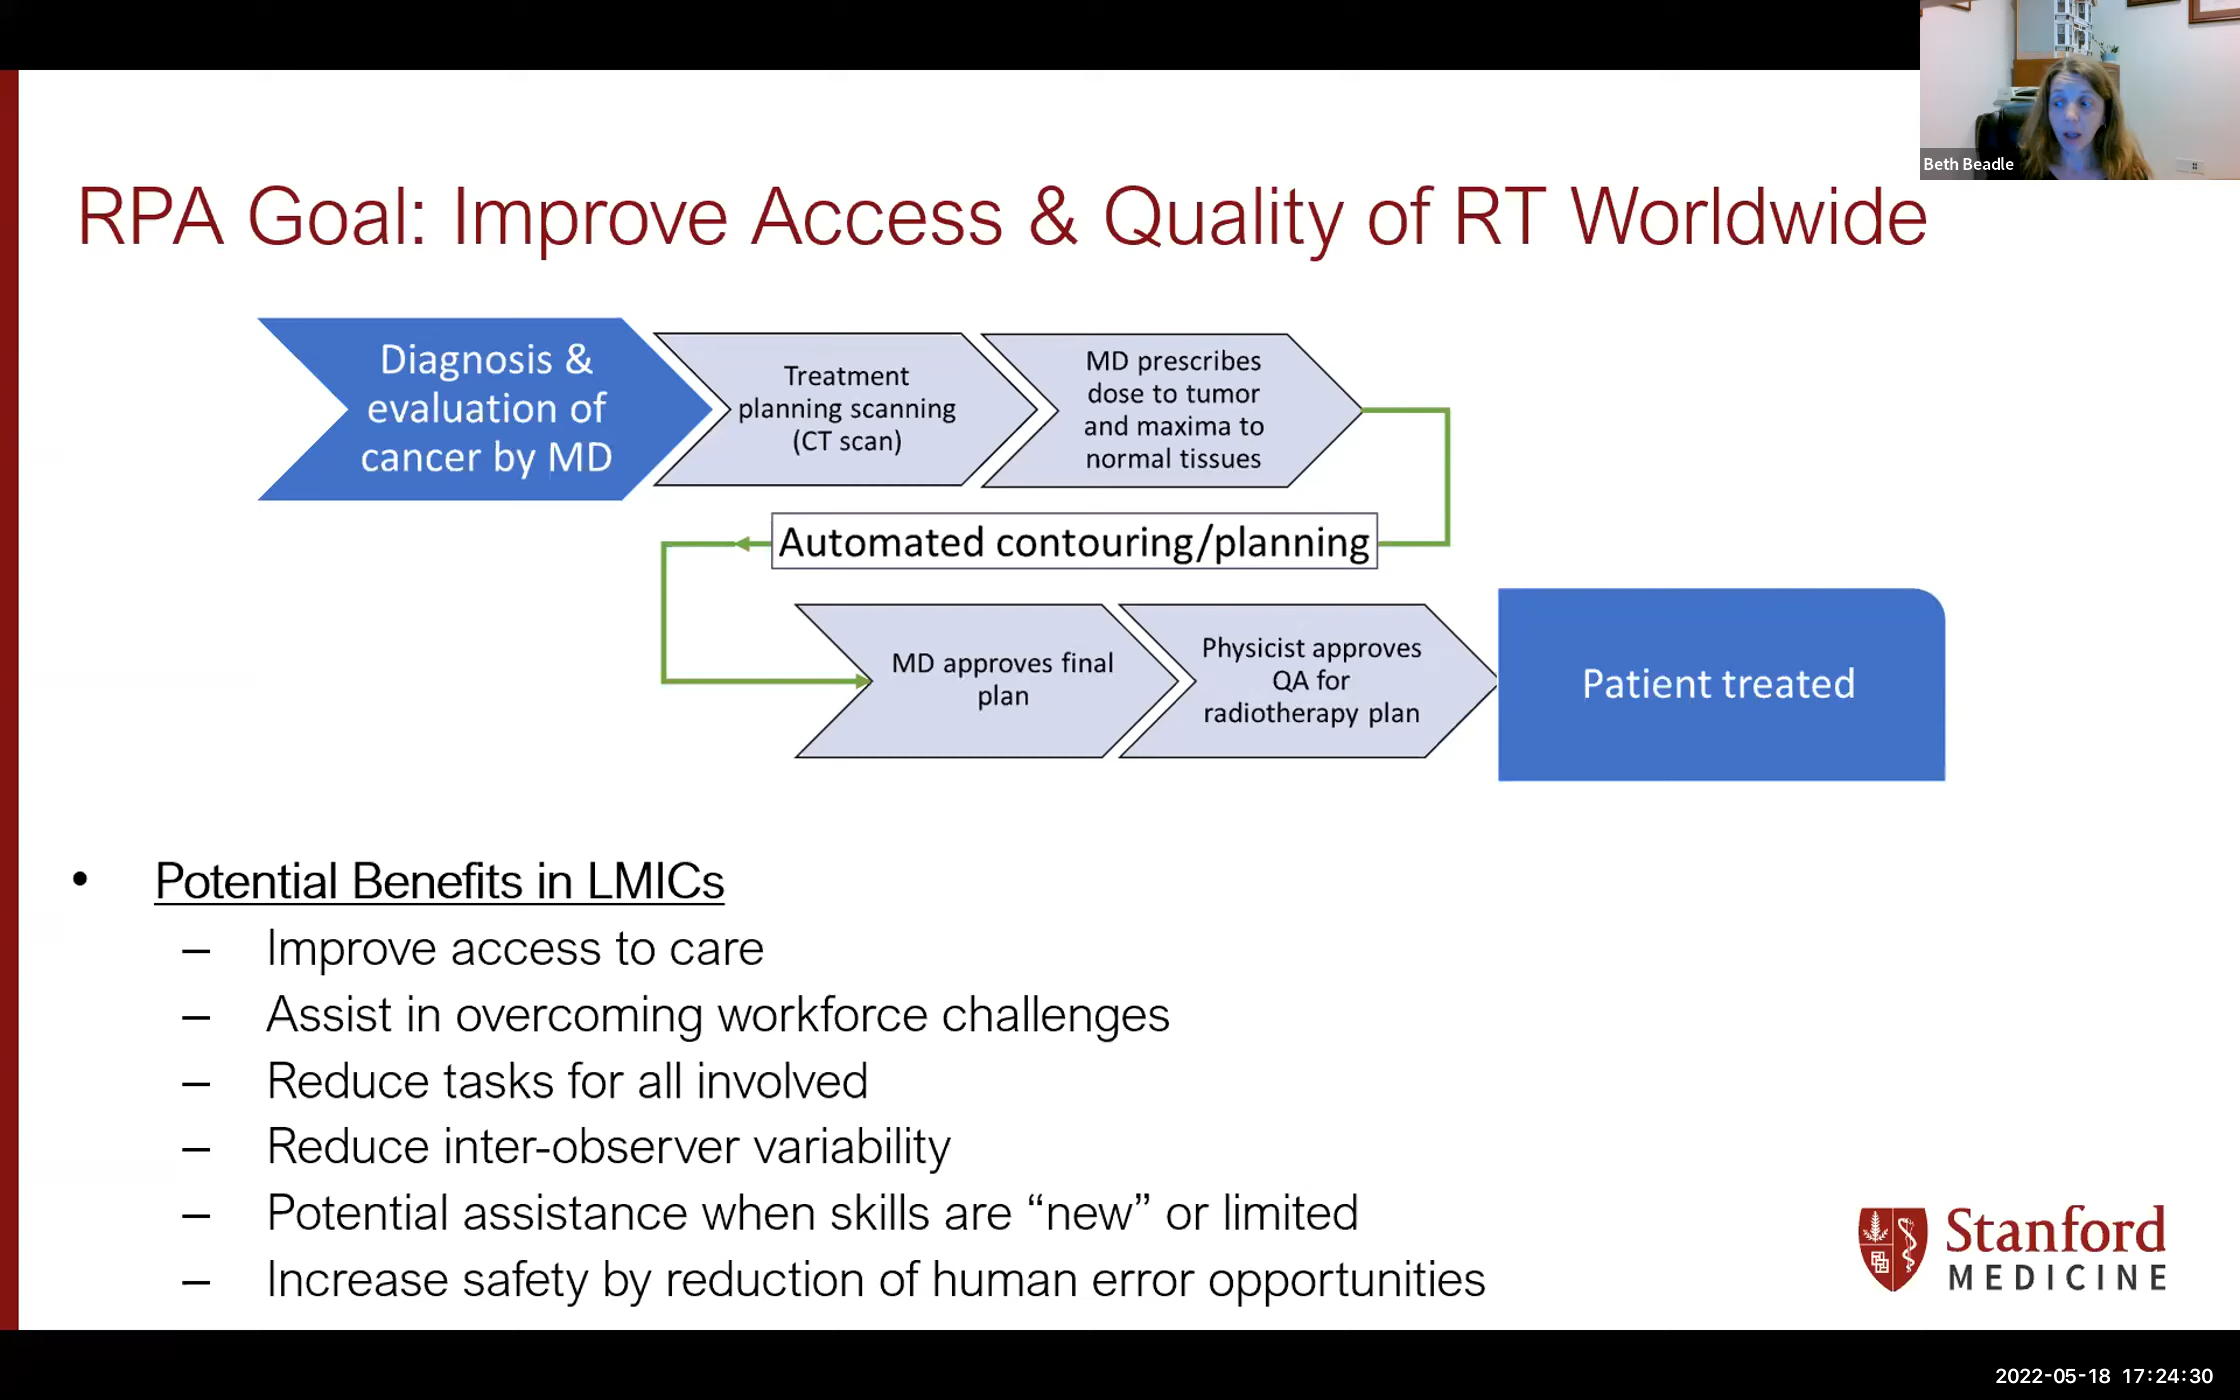 Beth Beadle
RPA Goal: Improve Access & Quality of RT Worldwide
Diagnosis &
evaluation of
cancer by MD
Treatment
planning scanning
(CT scan)
MD prescribes
dose to tumor
and maxima to
normal tissues
Automated contouring/planning
MD approves final
plan
Physicist approves
QA for
radiotherapy plan
Patient treated
• Potential Benefits in LMICs
– Improve access to care
– Assist in overcoming workforce challenges
– Reduce tasks for all involved
– Reduce inter-observer variability
– Potential assistance when skills are “new” or limited
– Increase safety by reduction of human error opportunities
Stanford
MEDICINE
2022-05-18 17:24:30